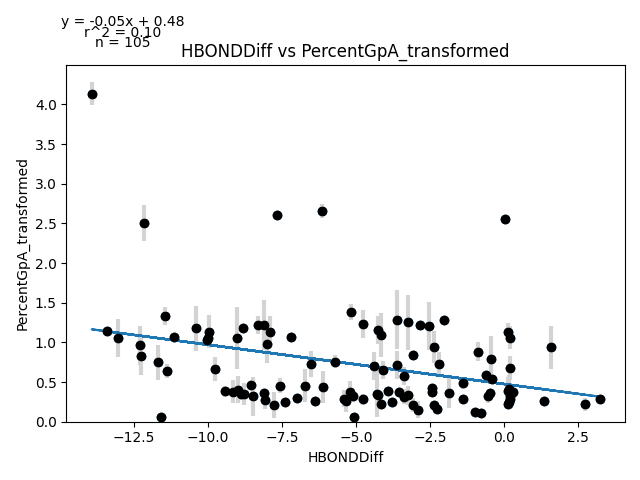 y = -0.05x + 0.48
r^2 = 0.10
n = 105
HBONDDiff vs PercentGpA_transformed
PercentGpA_transformed
4.0
3.5
3.0
2.5
2.0
1.5
1.0
0.5
0.0
−12.5 −10.0 −7.5 −5.0 −2.5 0.0 2.5
HBONDDiff